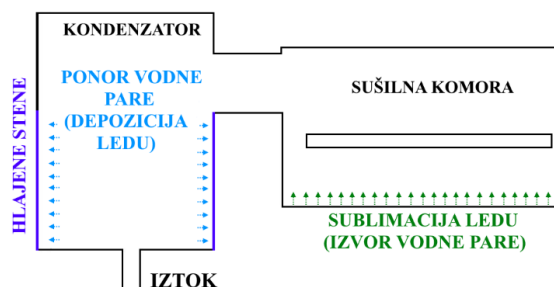 KONDENZATOR
PONOR VODNE
PARE
(DEPOZICIJA
LEDU)
HLAJENE STENE
SUŠILNA KOMORA
SUBLIMACIJA LEDU
(IZVOR VODNE PARE)
IZTOK